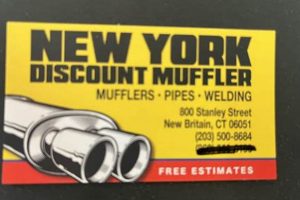 NEW YORK
DISCOUNT MUFFLER
MUFFLERS · PIPES · WELDING
800 Stanley Street
New Britain, CT 06051
(203) 500-8684
FREE ESTIMATES